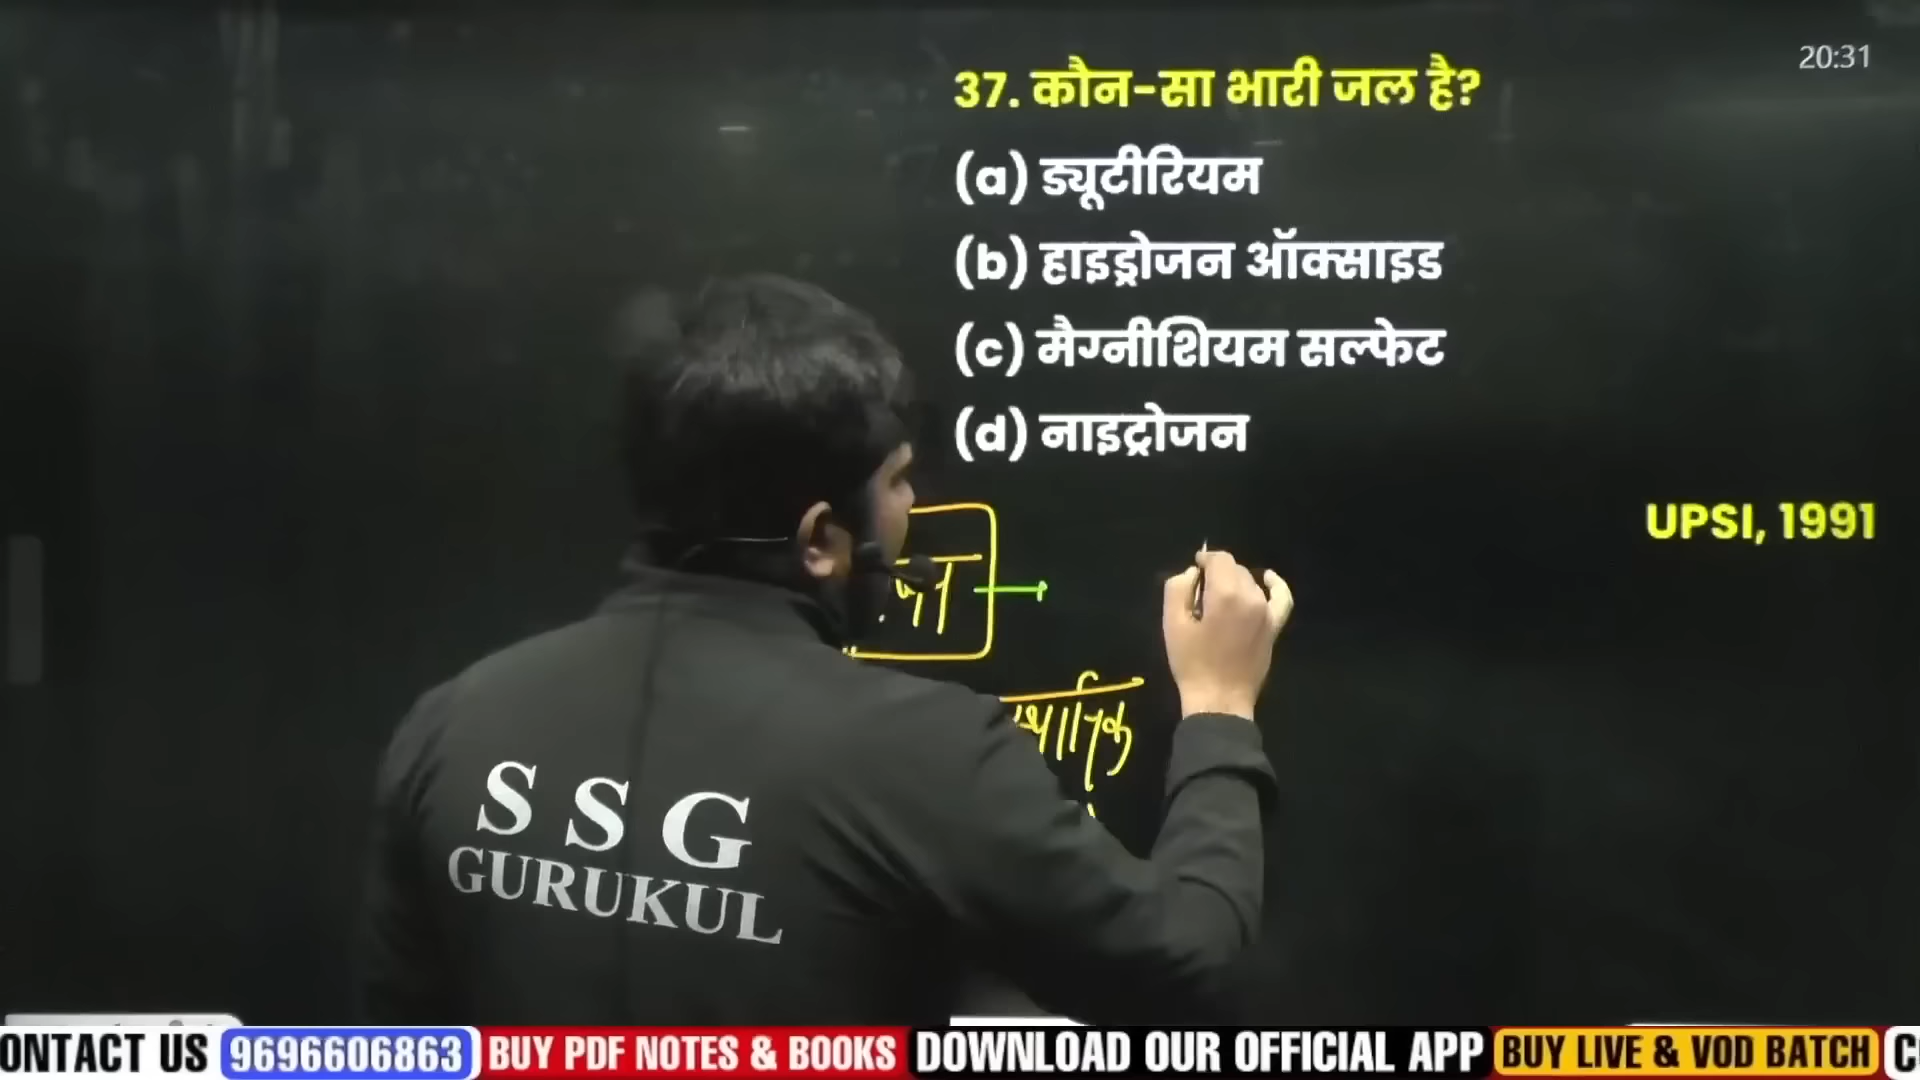 20:31
37. कौन-सा भारी जल है?
(a) ड्यूटीरियम
(b) हाइड्रोजन ऑक्साइड
(c) मैग्नीशियम सल्फेट
(d) नाइट्रोजन
UPSI, 1991
S S G
GURUKUL
ONTACT US 9696606863 BUY PDF NOTES & BOOKS DOWNLOAD OUR OFFICIAL APP BUY LIVE & VOD BATCH C